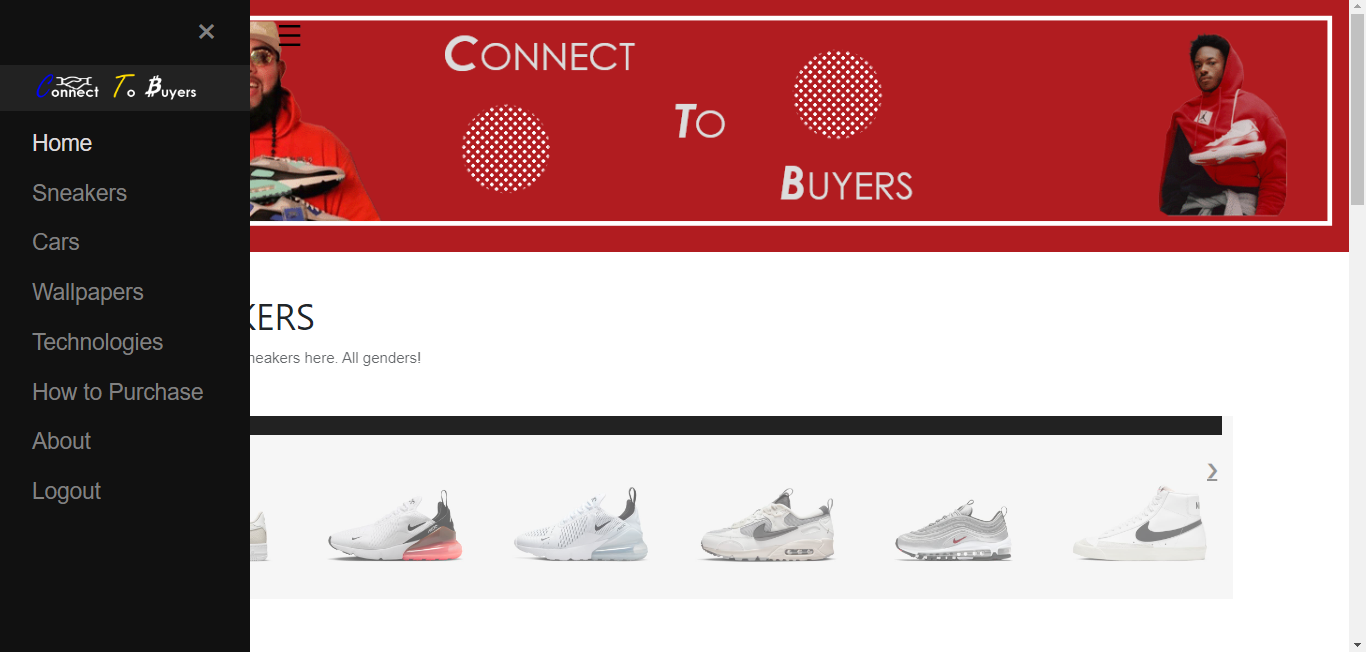 ×
Connect To Buyers
Home
Sneakers
Cars
Wallpapers
Technologies
How to Purchase
About
Logout
CONNECT
TO
BUYERS
KERS
neakers here. All genders!